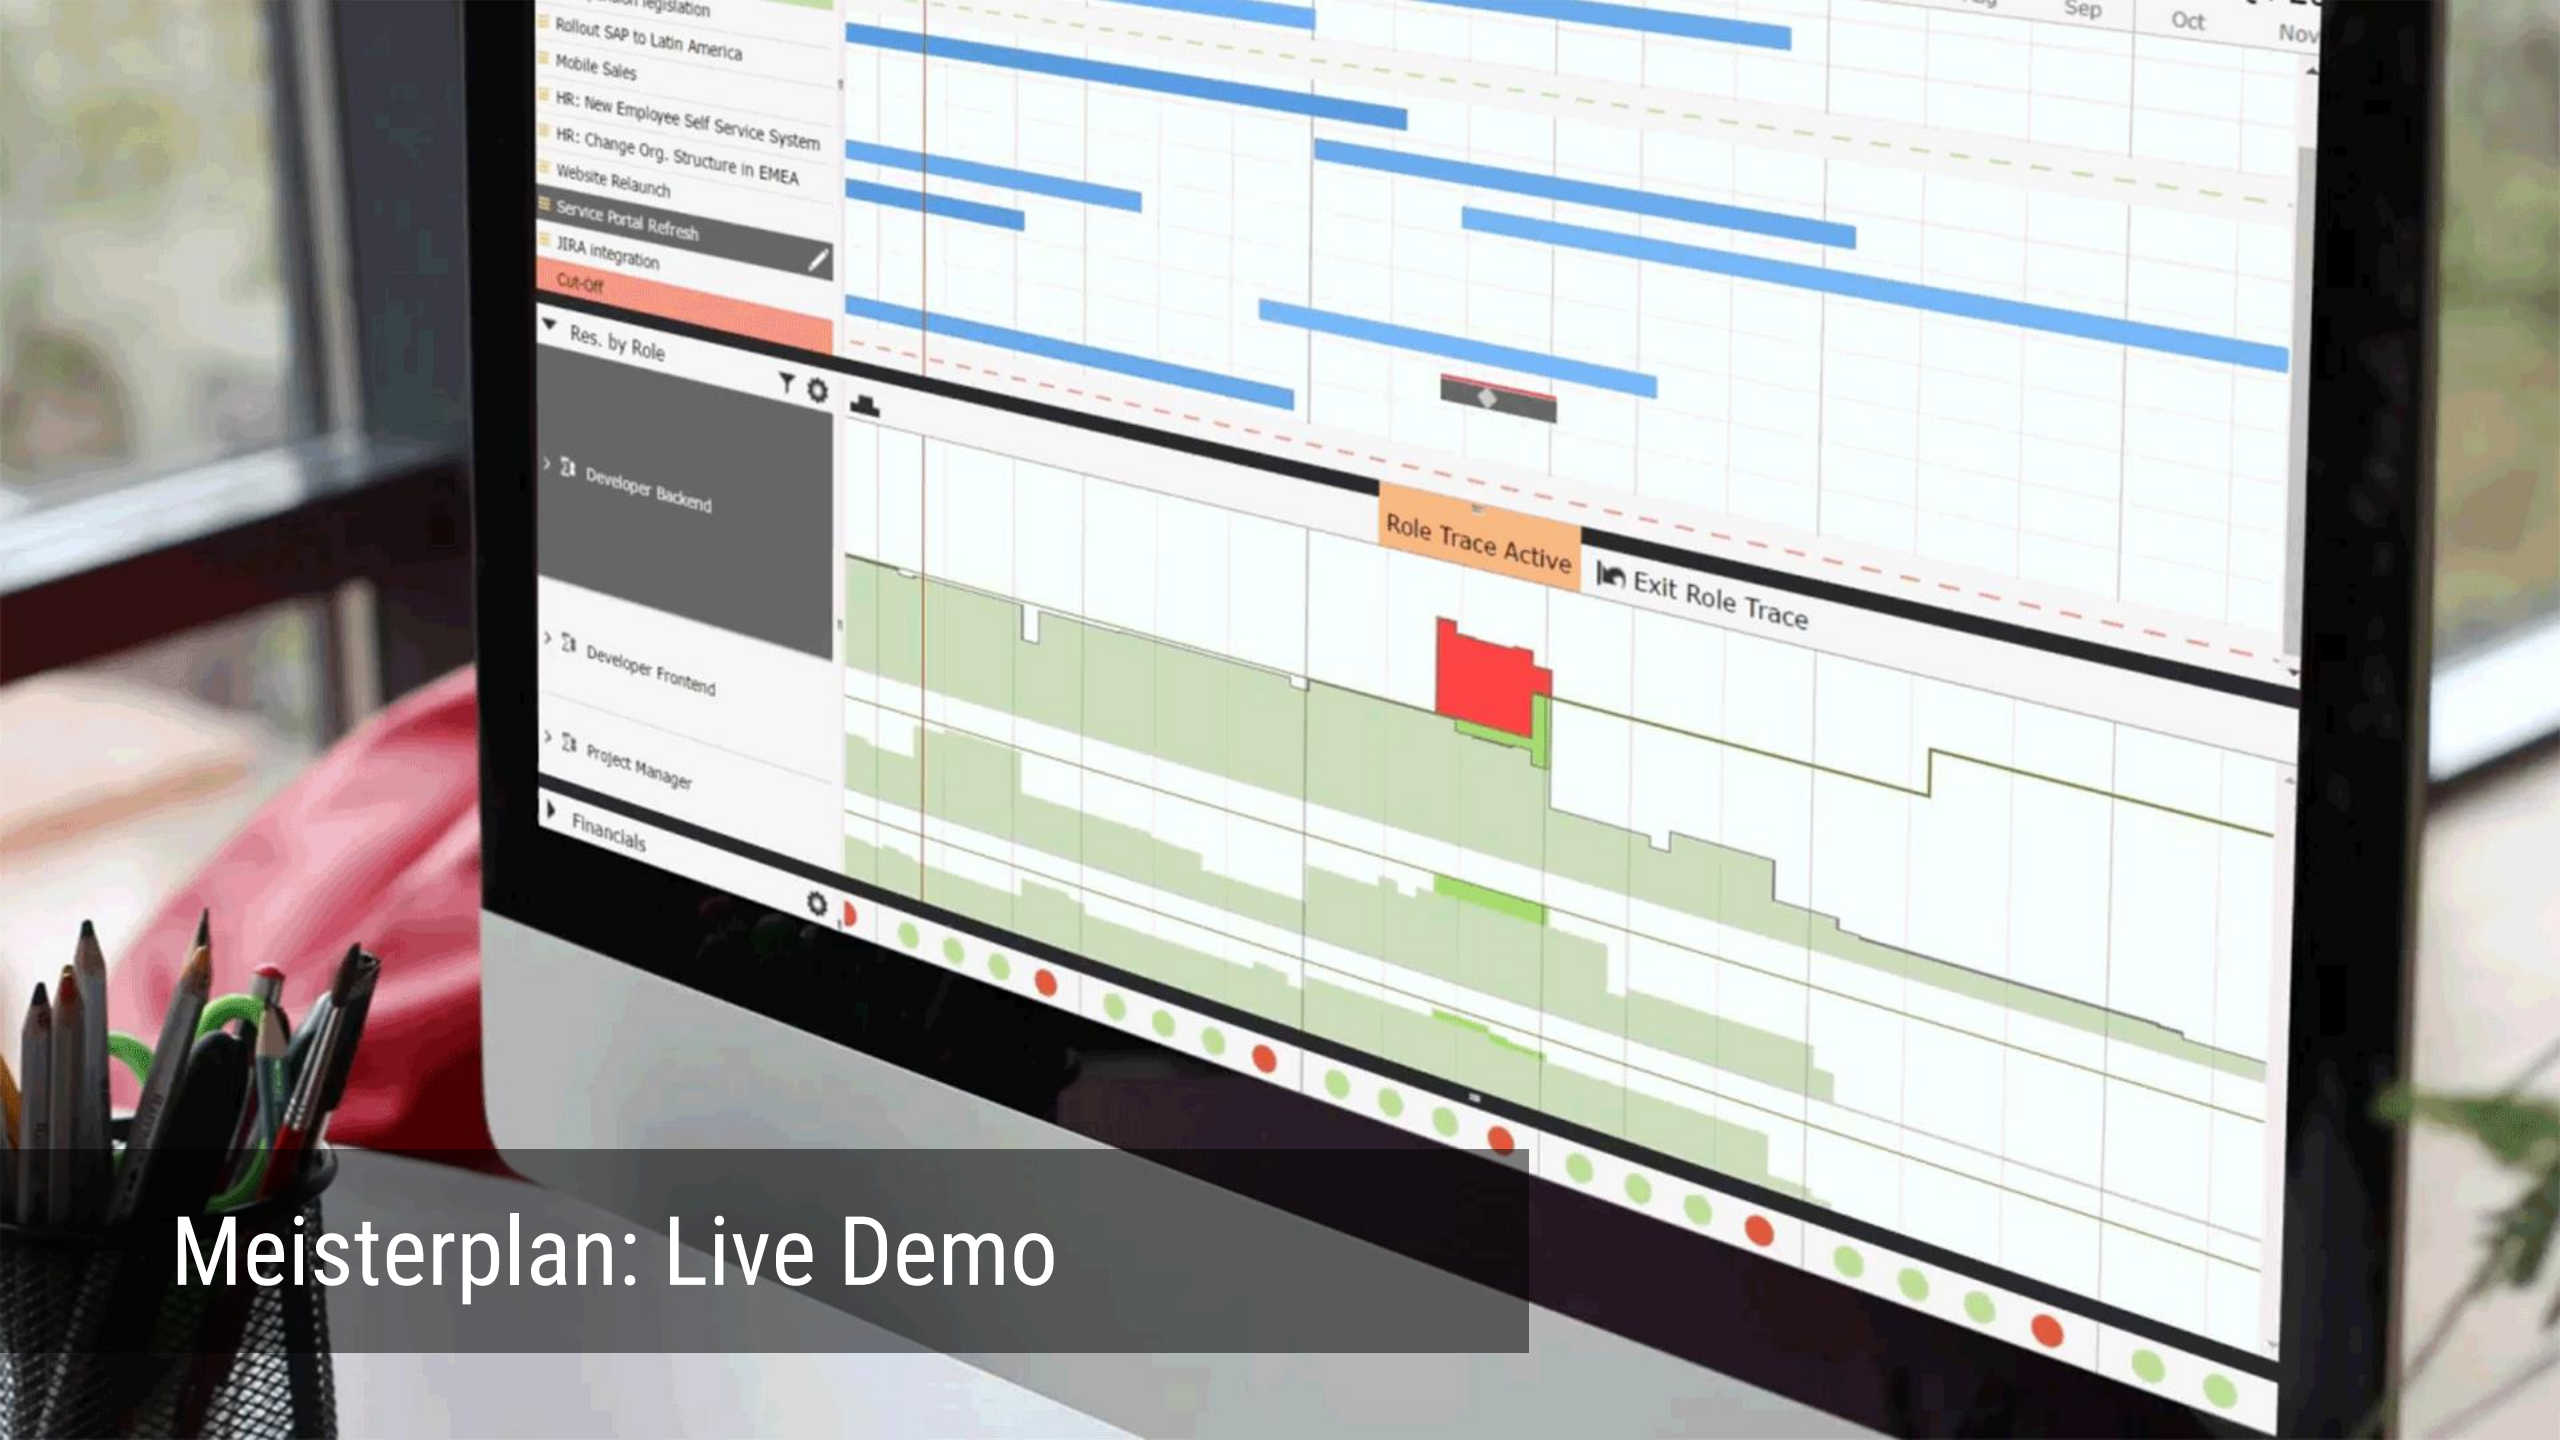 legislation
Sep
Oct
Nov
Rollout SAP to Latin America
Mobile Sales
HR: New Employee Self Service System
HR: Change Org. Structure in EMEA
Website Relaunch
Service Portal Refresh
JIRA integration
Cut-Off
Res. by Role
Developer Backend
Role Trace Active
Exit Role Trace
Developer Frontend
Project Manager
Financials
Meisterplan: Live Demo